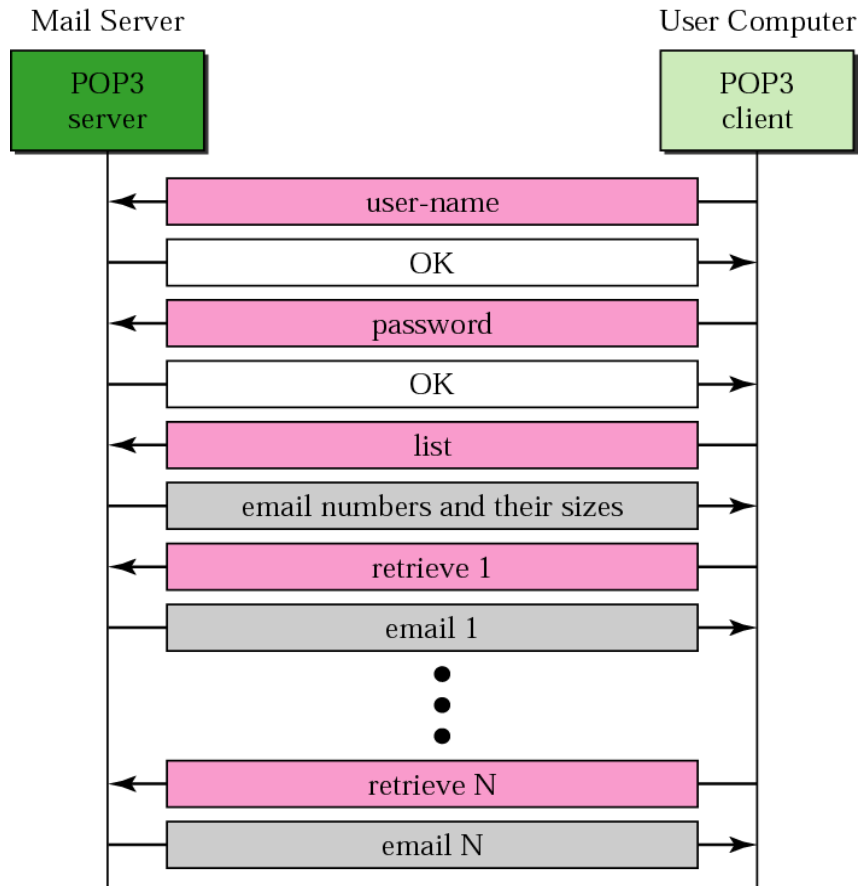 Mail Server
User Computer
POP3
server
POP3
client
user-name
OK
password
OK
list
email numbers and their sizes
retrieve 1
email 1
retrieve N
email N